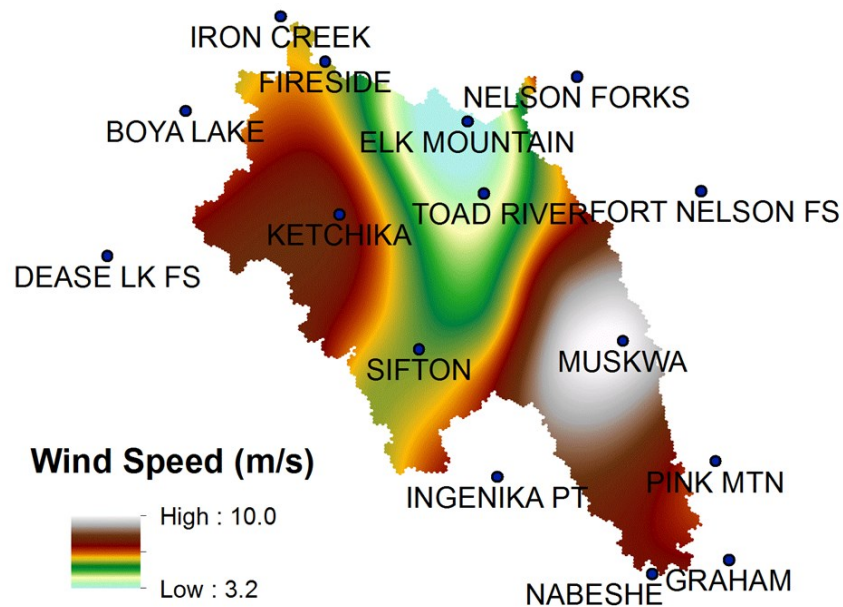 IRON CREEK
FIRESIDE
NELSON FORKS
BOYA LAKE
ELK MOUNTAIN
TOAD RIVER
FORT NELSON FS
KETCHIKA
DEASE LK FS
SIFTON
MUSKWA
Wind Speed (m/s)
High : 10.0
Low : 3.2
INGENIKA PT
PINK MTN
NABESHE
GRAHAM